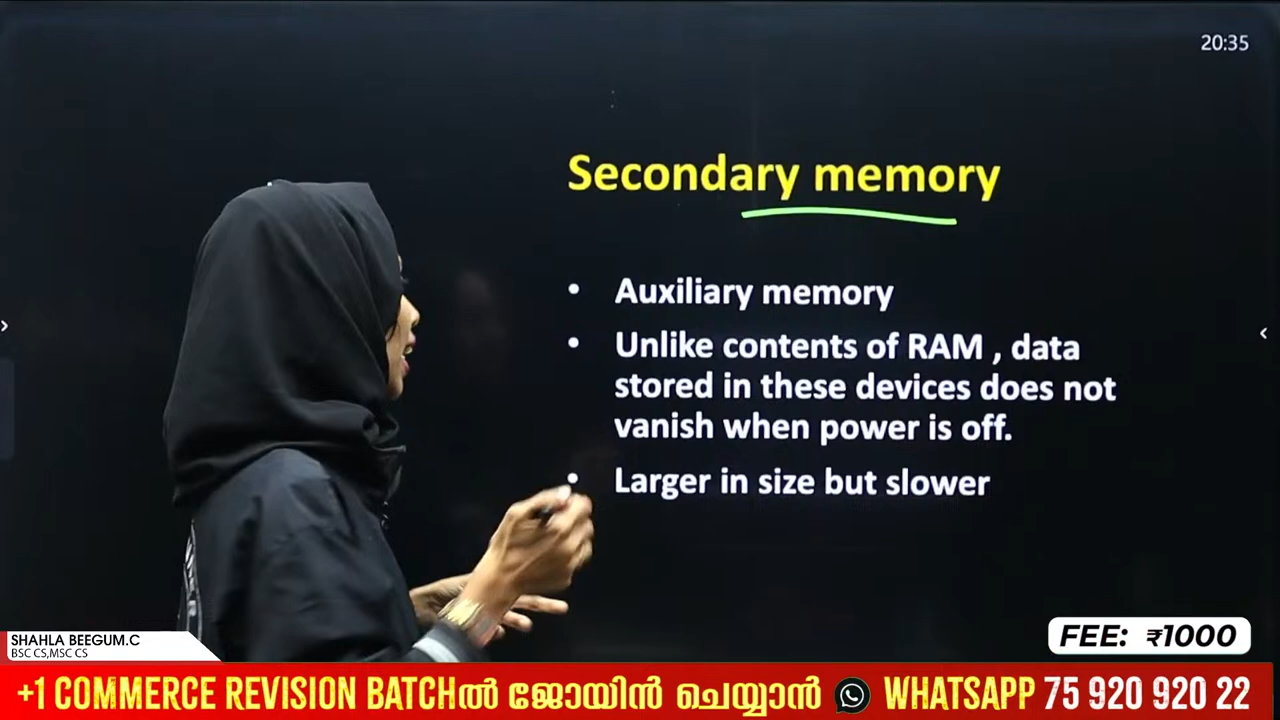 20:35
Secondary memory
• Auxiliary memory
• Unlike contents of RAM , data
stored in these devices does not
vanish when power is off.
• Larger in size but slower
FEE: ₹1000
SHAHLA BEEGUM.C
BSC CS,MSC CS
+1 COMMERCE REVISION BATCHൽ ജോയിൻ ചെയ്യാൻ WHATSAPP 75 920 920 22